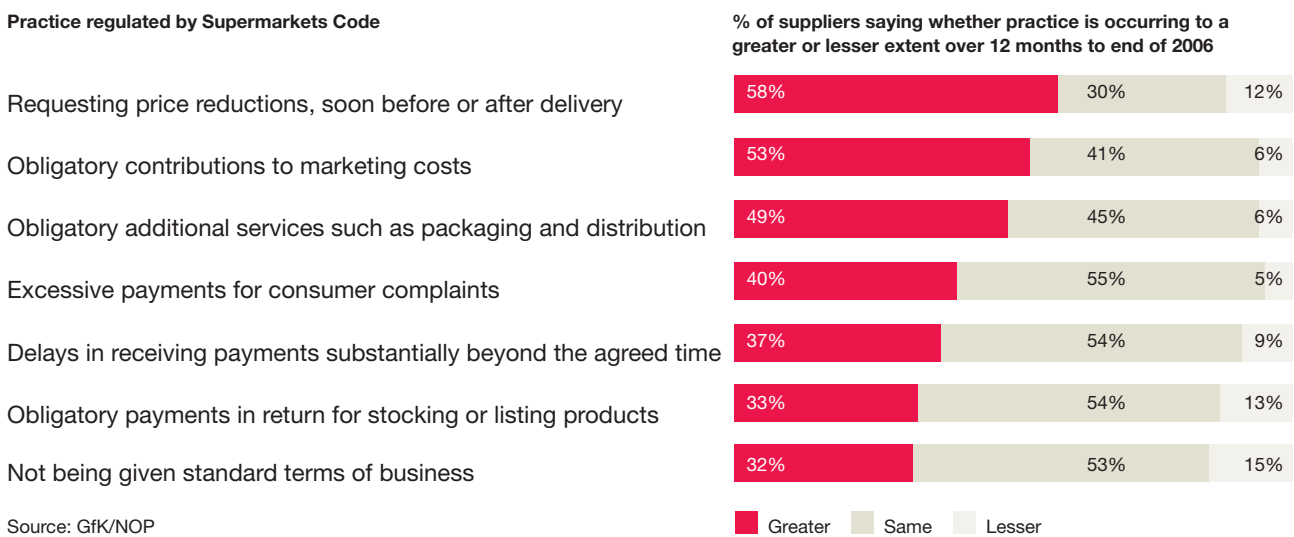 Practice regulated by Supermarkets Code
% of suppliers saying whether practice is occurring to a
greater or lesser extent over 12 months to end of 2006
Requesting price reductions, soon before or after delivery
58% 30% 12%
Obligatory contributions to marketing costs
53% 41% 6%
Obligatory additional services such as packaging and distribution
49% 45% 6%
Excessive payments for consumer complaints
40% 55% 5%
Delays in receiving payments substantially beyond the agreed time
37% 54% 9%
Obligatory payments in return for stocking or listing products
33% 54% 13%
Not being given standard terms of business
32% 53% 15%
Source: GfK/NOP
Greater Same Lesser